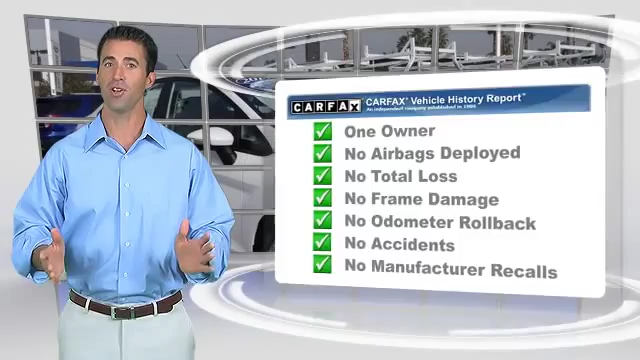 CARFAX
CARFAX Vehicle History Report™
An independent company established in 1986
One Owner
No Airbags Deployed
No Total Loss
No Frame Damage
No Odometer Rollback
No Accidents
No Manufacturer Recalls